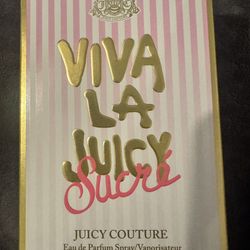 VIVA
LA
JUICY
Sucré
JUICY COUTURE
Eau de Parfum Spray/Vaporisateur